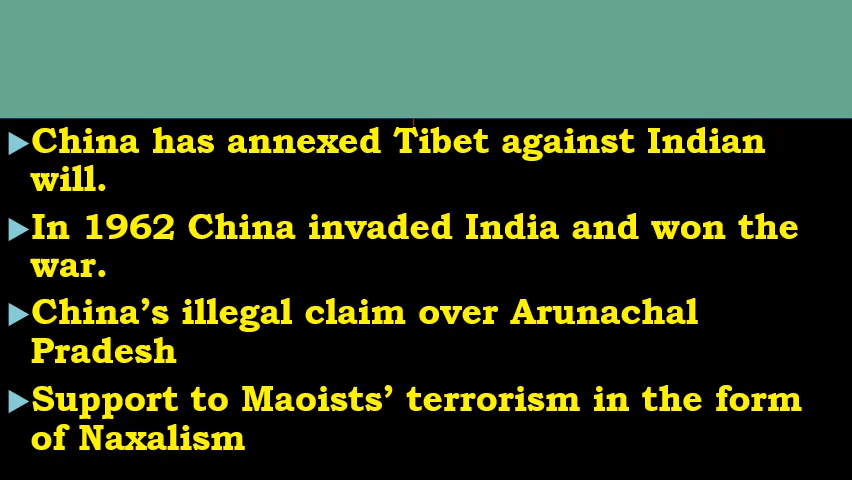 China has annexed Tibet against Indian
will.
In 1962 China invaded India and won the
war.
China’s illegal claim over Arunachal
Pradesh
Support to Maoists’ terrorism in the form
of Naxalism